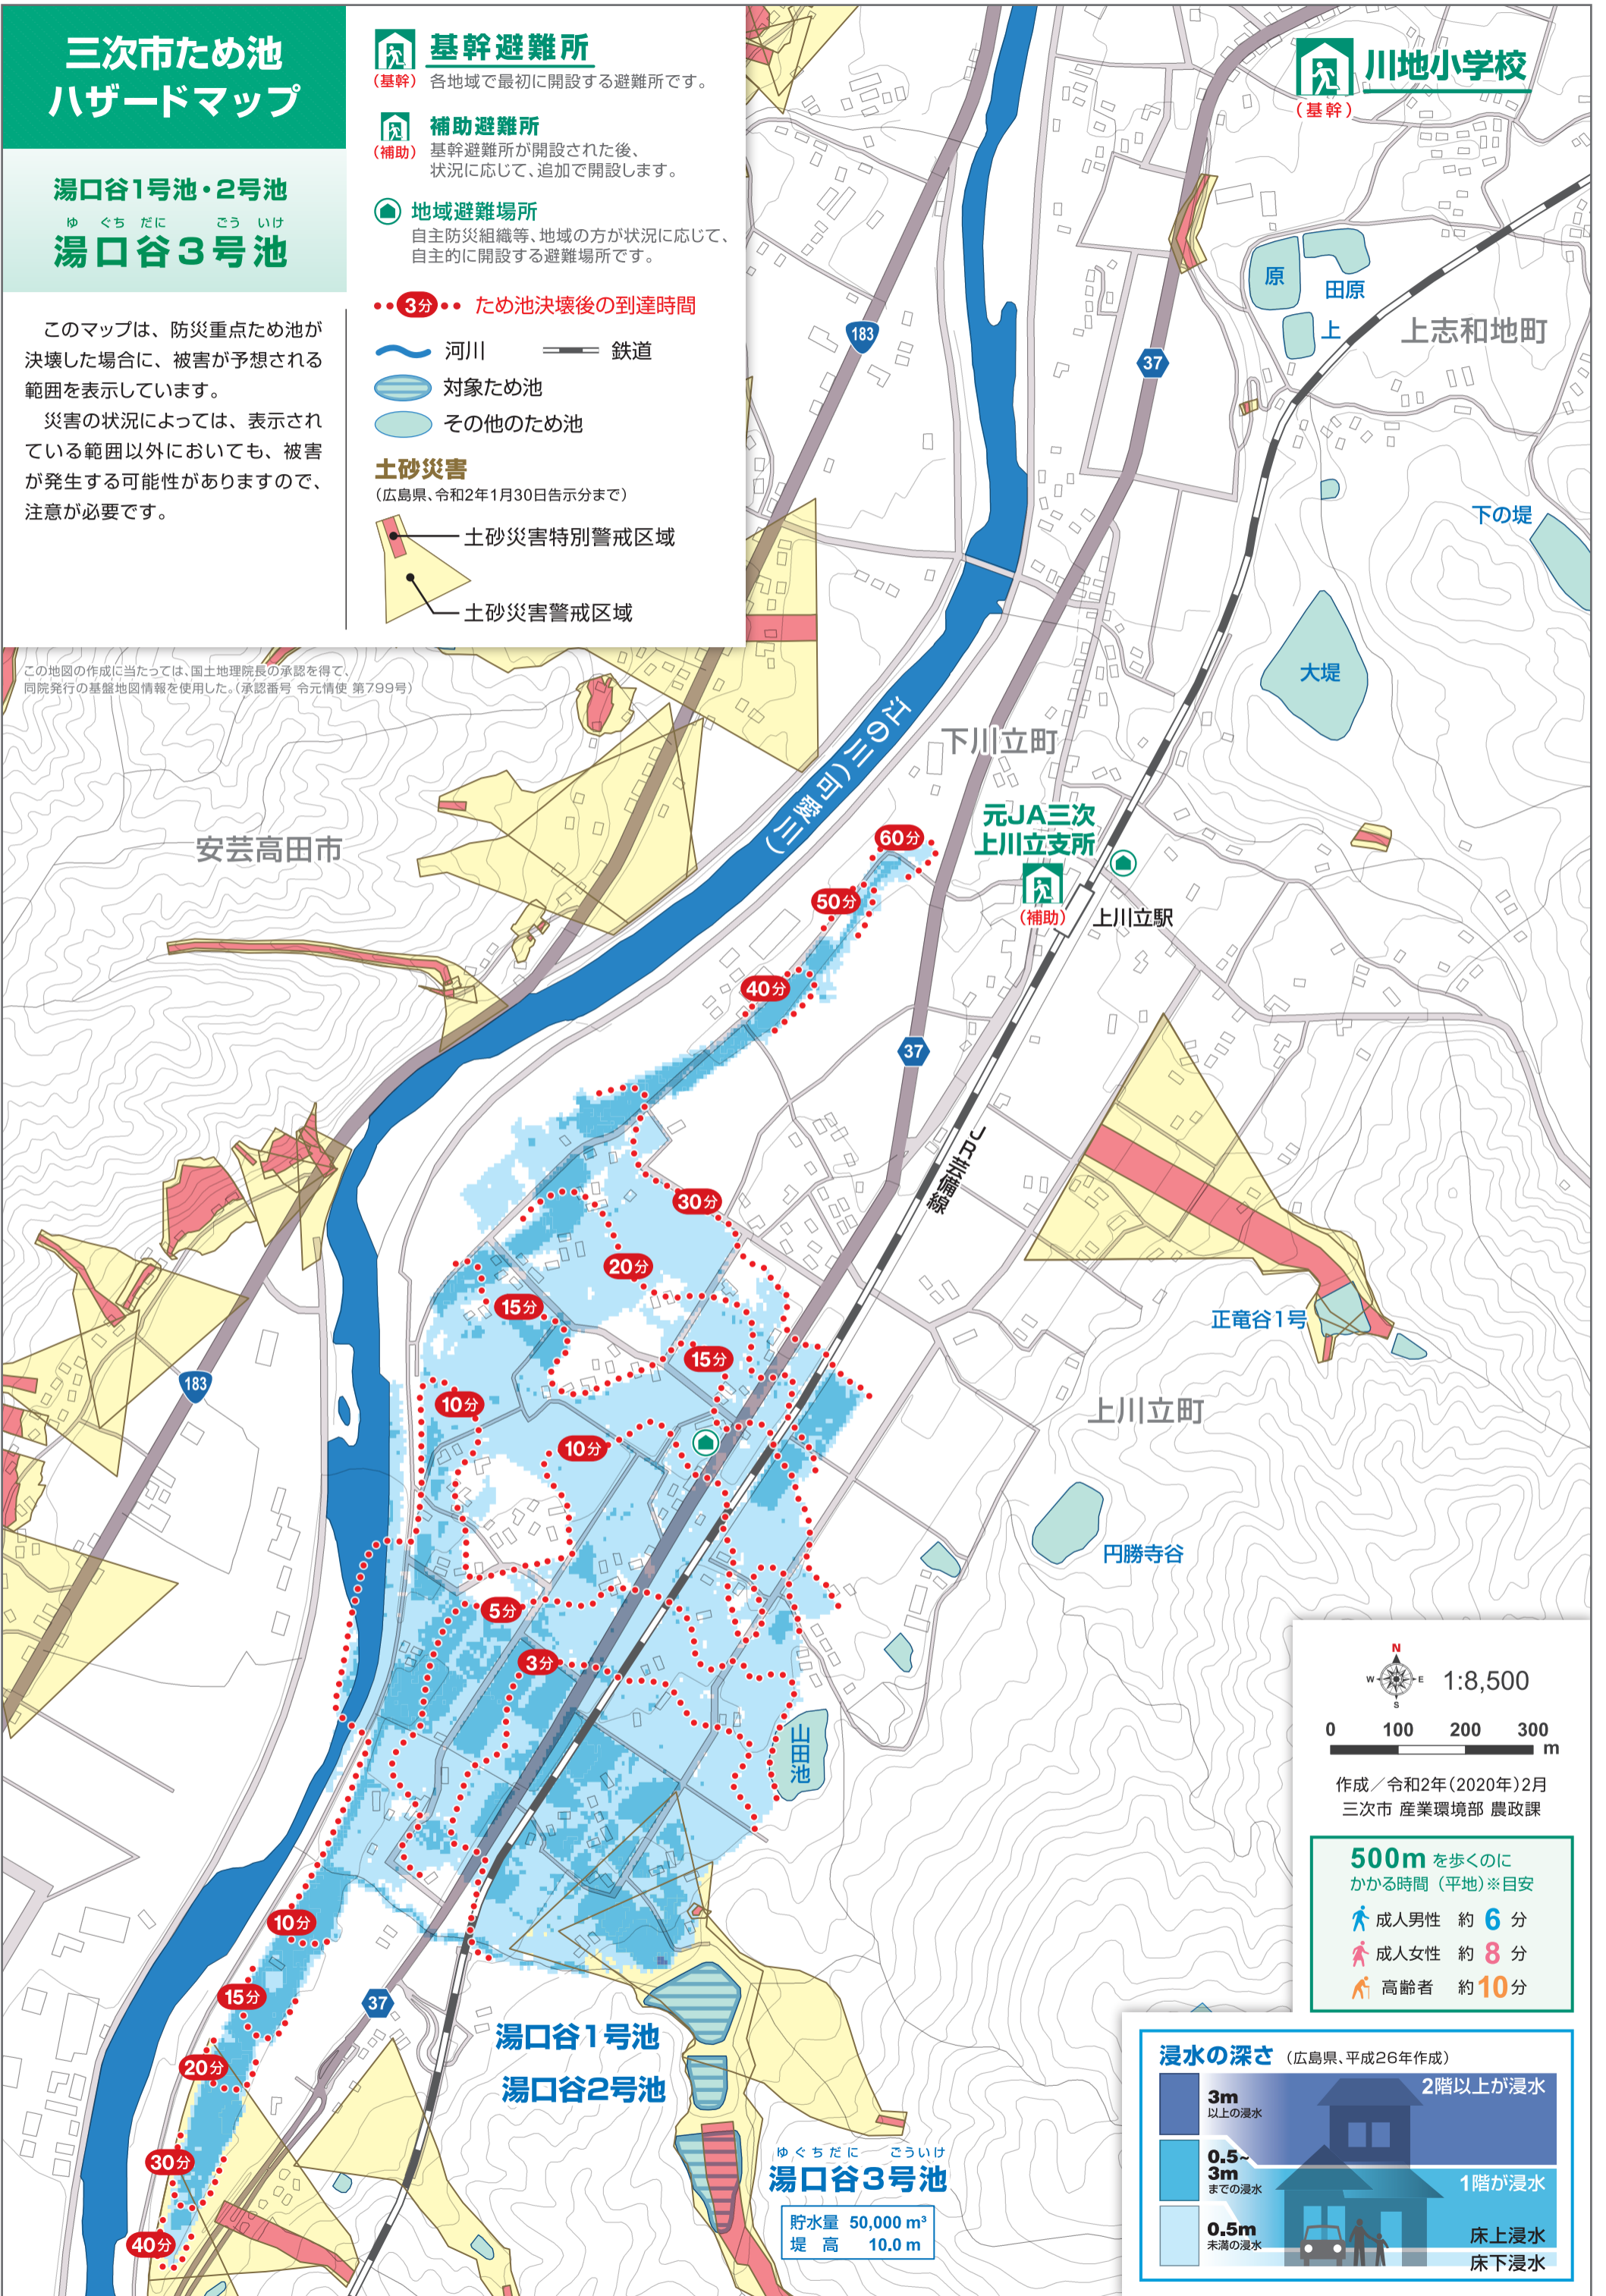 三次市ため池
ハザードマップ
湯口谷1号池・2号池
ゆ ぐち だに ごう いけ
湯口谷3号池
このマップは、防災重点ため池が
決壊した場合に、被害が予想される
範囲を表示しています。
災害の状況によっては、表示され
ている範囲以外においても、被害
が発生する可能性がありますので、
注意が必要です。
基幹避難所
(基幹) 各地域で最初に開設する避難所です。
補助避難所
(補助) 基幹避難所が開設された後、
状況に応じて、追加で開設します。
地域避難場所
自主防災組織等、地域の方が状況に応じて、
自主的に開設する避難場所です。
3分 ため池決壊後の到達時間
河川 鉄道
対象ため池
その他のため池
土砂災害
(広島県、令和2年1月30日告示分まで)
土砂災害特別警戒区域
土砂災害警戒区域
この地図の作成に当たっては、国土地理院長の承認を得て、
同院発行の基盤地図情報を使用した。(承認番号 令元情使 第799号)
川地小学校
(基幹)
183
37
原
田原
上
上志和地町
下の堤
大堤
江の川(可愛川)
下川立町
安芸高田市
元JA三次
上川立支所
(補助)
上川立駅
60分
50分
40分
37
JR芸備線
30分
20分
15分
15分
10分
10分
183
正竜谷1号
上川立町
円勝寺谷
5分
3分
山田池
10分
15分
20分
30分
40分
37
湯口谷1号池
湯口谷2号池
ゆぐちだに ごういけ
湯口谷3号池
貯水量 50,000 m³
堤 高 10.0 m
N
W E
S
1:8,500
0 100 200 300
m
作成／令和2年(2020年)2月
三次市 産業環境部 農政課
500m を歩くのに
かかる時間（平地）※目安
成人男性 約 6 分
成人女性 約 8 分
高齢者 約 10 分
浸水の深さ（広島県、平成26年作成）
3m
以上の浸水
2階以上が浸水
0.5~
3m
までの浸水
1階が浸水
0.5m
未満の浸水
床上浸水
床下浸水